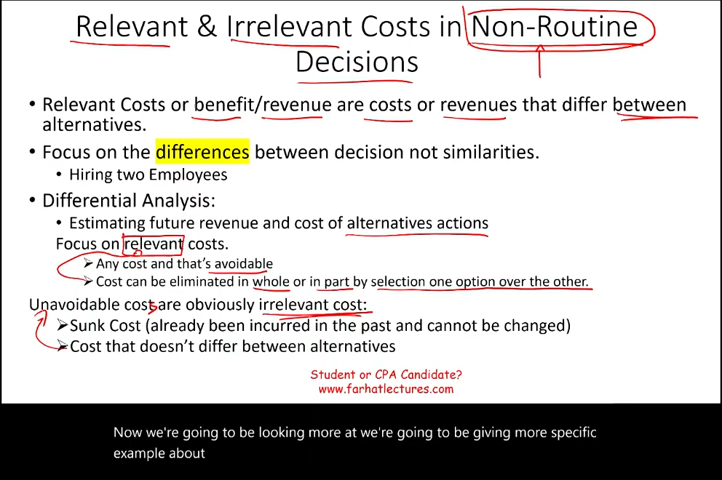 Relevant & Irrelevant Costs in Non-Routine
Decisions
• Relevant Costs or benefit/revenue are costs or revenues that differ between
alternatives.
• Focus on the differences between decision not similarities.
• Hiring two Employees
• Differential Analysis:
• Estimating future revenue and cost of alternatives actions
Focus on relevant costs.
➢ Any cost and that's avoidable
➢ Cost can be eliminated in whole or in part by selection one option over the other.
Unavoidable costs are obviously irrelevant cost:
➢ Sunk Cost (already been incurred in the past and cannot be changed)
➢ Cost that doesn't differ between alternatives
Student or CPA Candidate?
www.farhatlectures.com
Now we're going to be looking more at we're going to be giving more specific
example about